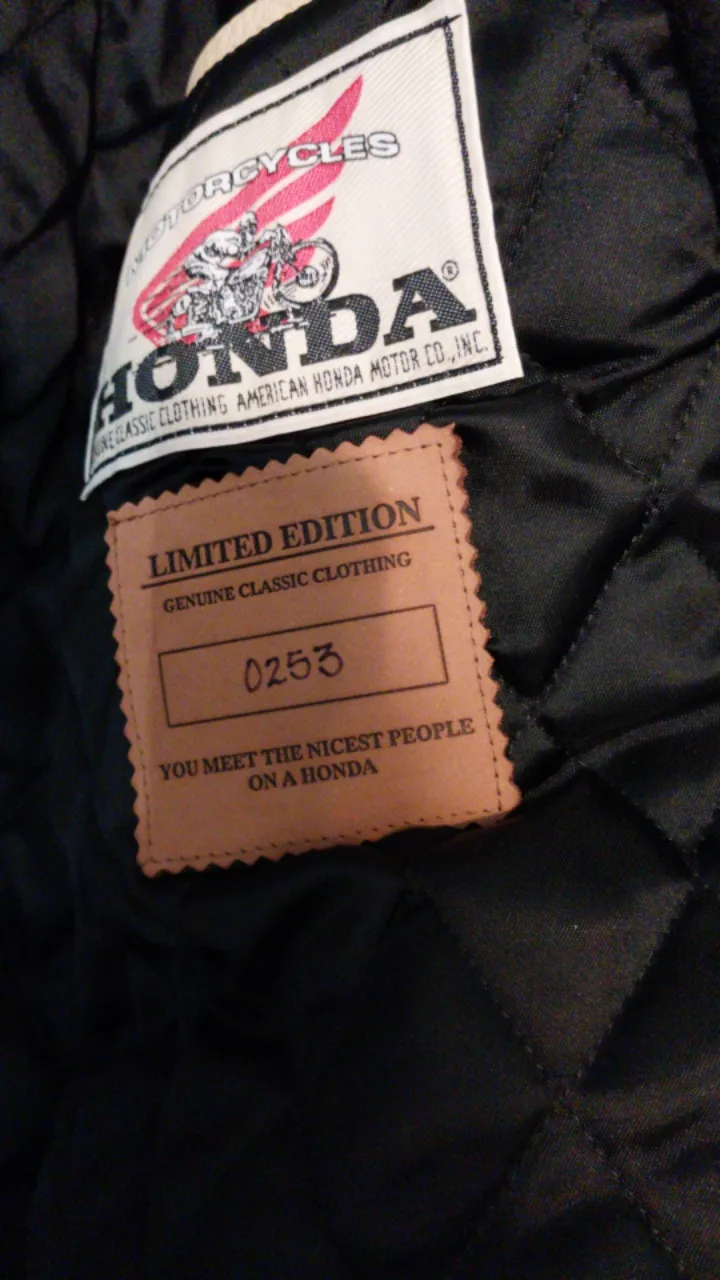 MOTORCYCLES
HONDA®
CLASSIC CLOTHING AMERICAN HONDA MOTOR CO., INC.
LIMITED EDITION
GENUINE CLASSIC CLOTHING
0253
YOU MEET THE NICEST PEOPLE
ON A HONDA